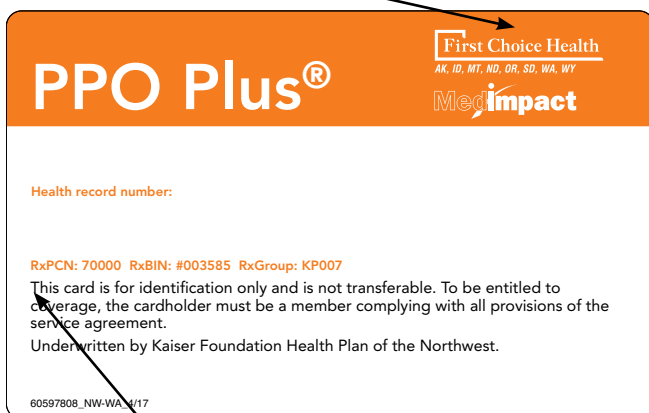 First Choice Health
AK, ID, MT, ND, OR, SD, WA, WY
PPO Plus®
MedImpact
Health record number:
RxPCN: 70000 RxBIN: #003585 RxGroup: KP007
This card is for identification only and is not transferable. To be entitled to
coverage, the cardholder must be a member complying with all provisions of the
service agreement.
Underwritten by Kaiser Foundation Health Plan of the Northwest.
60597808_NW-WA_4/17